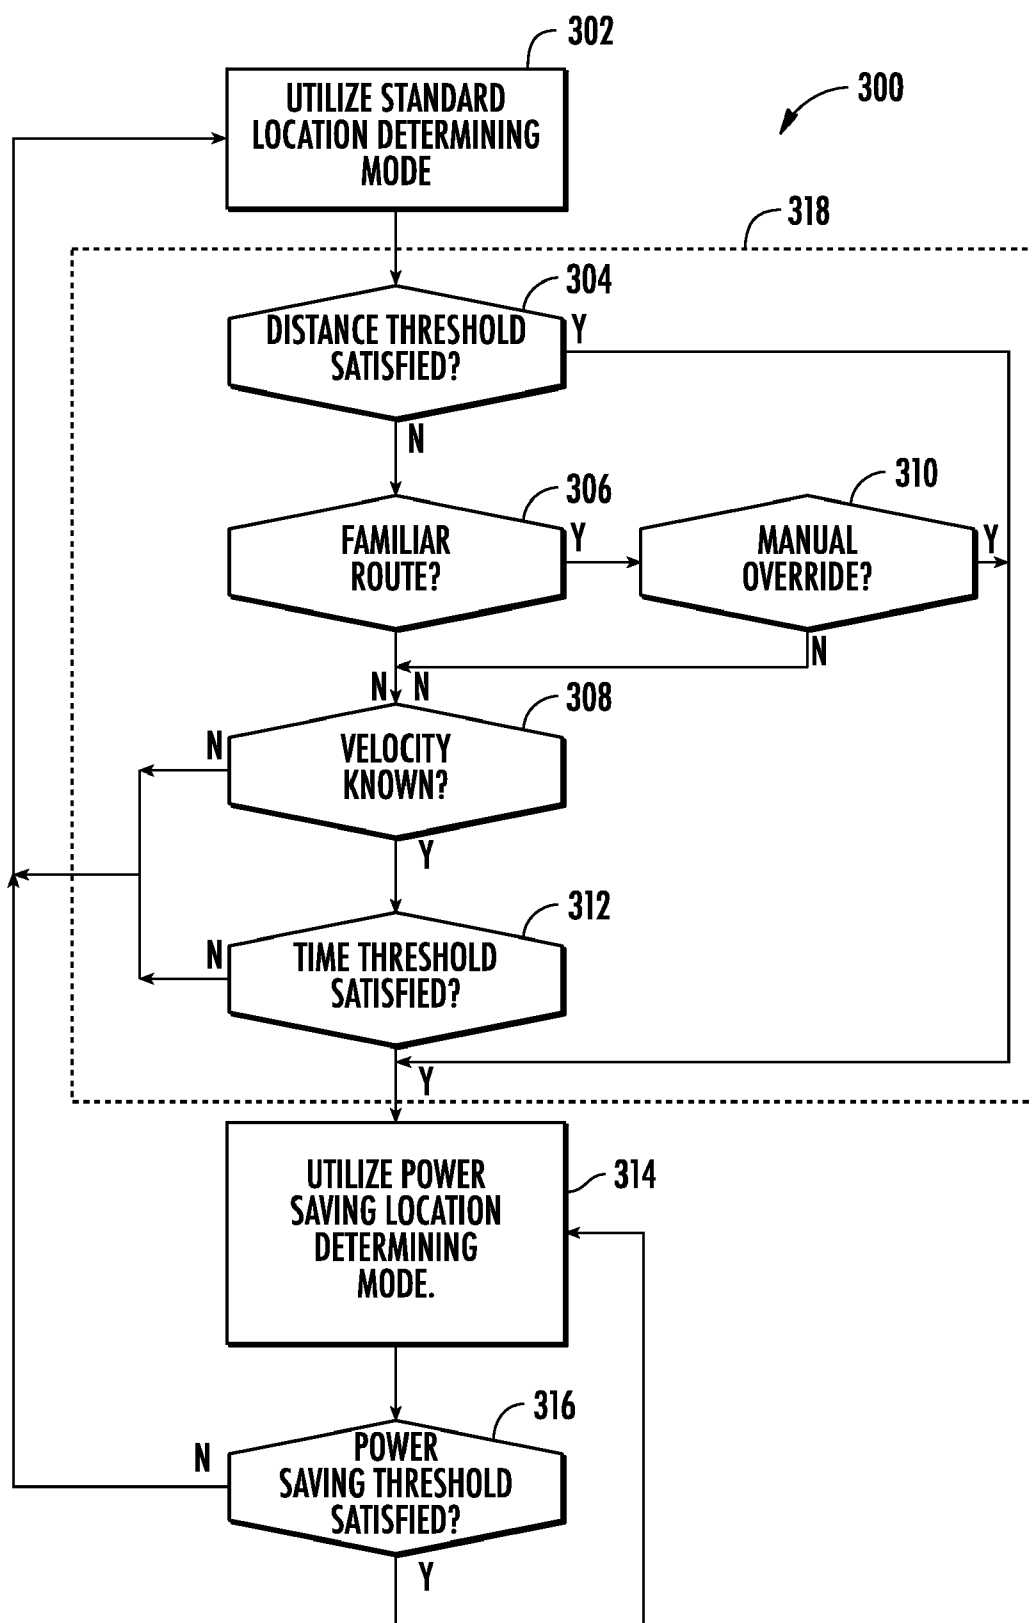 302
300
UTILIZE STANDARD
LOCATION DETERMINING
MODE
318
304
DISTANCE THRESHOLD
SATISFIED?
Y
N
306
310
FAMILIAR
ROUTE?
Y
MANUAL
OVERRIDE?
Y
N
N N
308
VELOCITY
KNOWN?
N
Y
312
TIME THRESHOLD
SATISFIED?
N
Y
314
UTILIZE POWER
SAVING LOCATION
DETERMINING
MODE.
316
POWER
SAVING THRESHOLD
SATISFIED?
N
Y